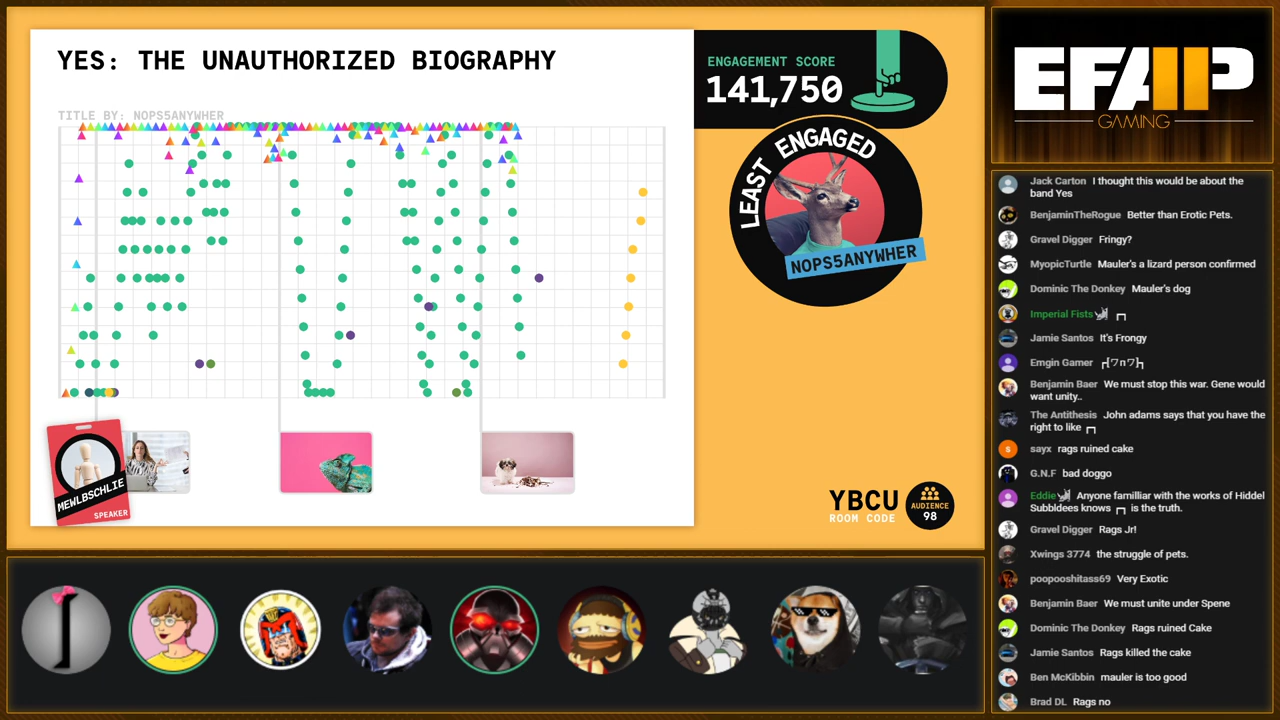 YES: THE UNAUTHORIZED BIOGRAPHY
TITLE BY: NOPS5ANYWHER
MEWLBSCHLIE
SPEAKER
ENGAGEMENT SCORE
141,750
LEAST ENGAGED
NOPS5ANYWHER
YBCU
ROOM CODE
AUDIENCE
98
EFAP
GAMING
Jack Carton I thought this would be about the
band Yes
BenjaminTheRogue Better than Erotic Pets.
Gravel Digger Fringy?
MyopicTurtle Mauler's a lizard person confirmed
Dominic The Donkey Mauler's dog
Imperial Fists ┌┐
Jamie Santos It's Frongy
Emgin Gamer ┌(ワnワ)┐
Benjamin Baer We must stop this war. Gene would
want unity..
The Antithesis John adams says that you have the
right to like ┌┐
s
sayx rags ruined cake
G.N.F bad doggo
Eddie Anyone familliar with the works of Hiddel
Subbldees knows ┌┐ is the truth.
Gravel Digger Rags Jr!
Xwings 3774 the struggle of pets.
poopooshitass69 Very Exotic
Benjamin Baer We must unite under Spene
Dominic The Donkey Rags ruined Cake
Jamie Santos Rags killed the cake
Ben McKibbin mauler is too good
Brad DL Rags no